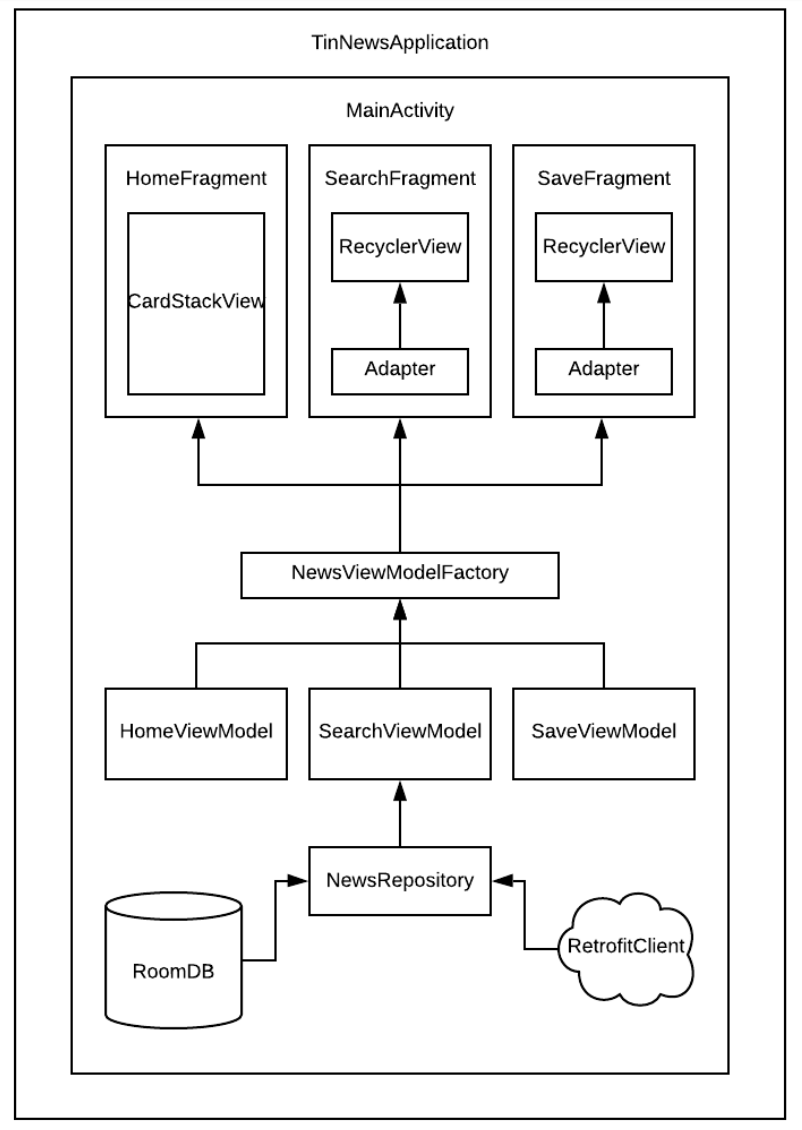 TinNewsApplication
MainActivity
HomeFragment
CardStackView
SearchFragment
RecyclerView
Adapter
SaveFragment
RecyclerView
Adapter
NewsViewModelFactory
HomeViewModel
SearchViewModel
SaveViewModel
NewsRepository
RoomDB
RetrofitClient